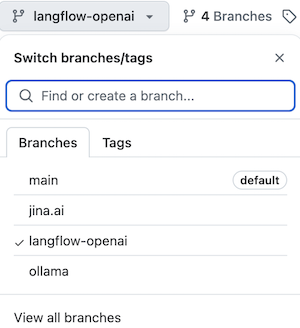 langflow-openai 4 Branches
Switch branches/tags
Find or create a branch...
Branches Tags
main default
jina.ai
langflow-openai
ollama
View all branches